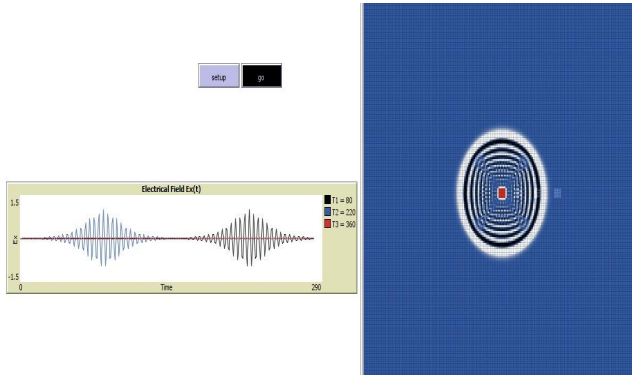 setup
go
Electrical Field Ex(t)
1.5
Ex
-1.5
0
Time
290
T1 = 80
T2 = 220
T3 = 360